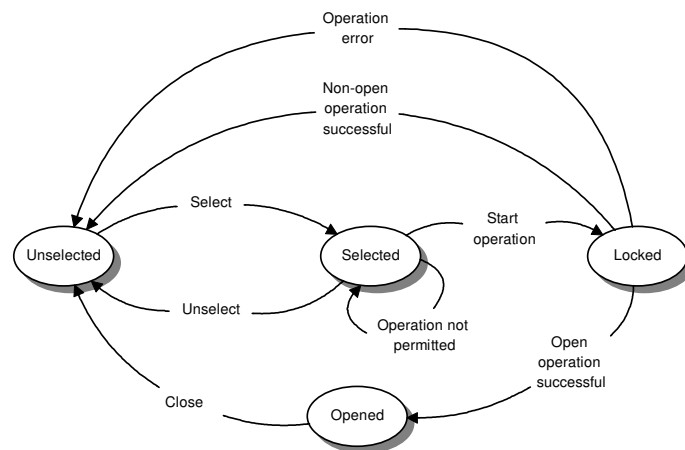 Operation
error
Non-open
operation
successful
Select
Start
operation
Unselected
Selected
Locked
Unselect
Operation not
permitted
Open
operation
successful
Close
Opened